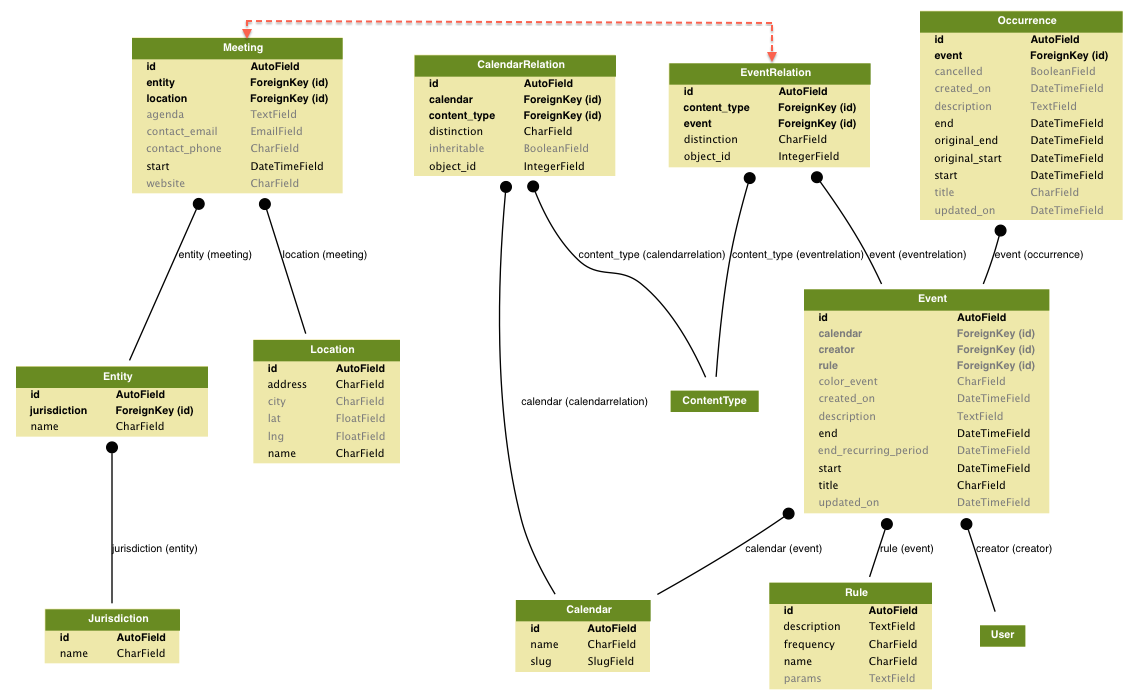 Meeting
id AutoField
entity ForeignKey (id)
location ForeignKey (id)
agenda TextField
contact_email EmailField
contact_phone CharField
start DateTimeField
website CharField
CalendarRelation
id AutoField
calendar ForeignKey (id)
content_type ForeignKey (id)
distinction CharField
inheritable BooleanField
object_id IntegerField
EventRelation
id AutoField
content_type ForeignKey (id)
event ForeignKey (id)
distinction CharField
object_id IntegerField
Occurrence
id AutoField
event ForeignKey (id)
cancelled BooleanField
created_on DateTimeField
description TextField
end DateTimeField
original_end DateTimeField
original_start DateTimeField
start DateTimeField
title CharField
updated_on DateTimeField
entity (meeting)
location (meeting)
content_type (calendarrelation)
content_type (eventrelation)
event (eventrelation)
event (occurrence)
Entity
id AutoField
jurisdiction ForeignKey (id)
name CharField
Location
id AutoField
address CharField
city CharField
lat FloatField
lng FloatField
name CharField
calendar (calendarrelation)
ContentType
Event
id AutoField
calendar ForeignKey (id)
creator ForeignKey (id)
rule ForeignKey (id)
color_event CharField
created_on DateTimeField
description TextField
end DateTimeField
end_recurring_period DateTimeField
start DateTimeField
title CharField
updated_on DateTimeField
jurisdiction (entity)
calendar (event)
rule (event)
creator (creator)
Jurisdiction
id AutoField
name CharField
Calendar
id AutoField
name CharField
slug SlugField
Rule
id AutoField
description TextField
frequency CharField
name CharField
params TextField
User